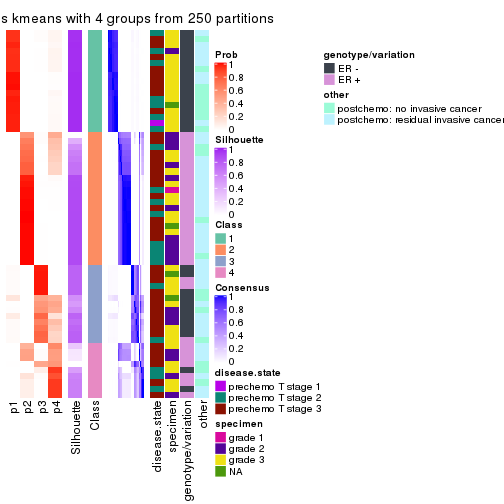 s kmeans with 4 groups from 250 partitions
Prob
1
0.8
0.6
0.4
0.2
0
Silhouette
1
0.8
0.6
0.4
0.2
0
Class
1
2
3
4
Consensus
1
0.8
0.6
0.4
0.2
0
disease.state
prechemo T stage 1
prechemo T stage 2
prechemo T stage 3
specimen
grade 1
grade 2
grade 3
NA
genotype/variation
ER -
ER +
other
postchemo: no invasive cancer
postchemo: residual invasive cancer
p1
p2
p3
p4
Silhouette
Class
disease.state
specimen
genotype/variation
other